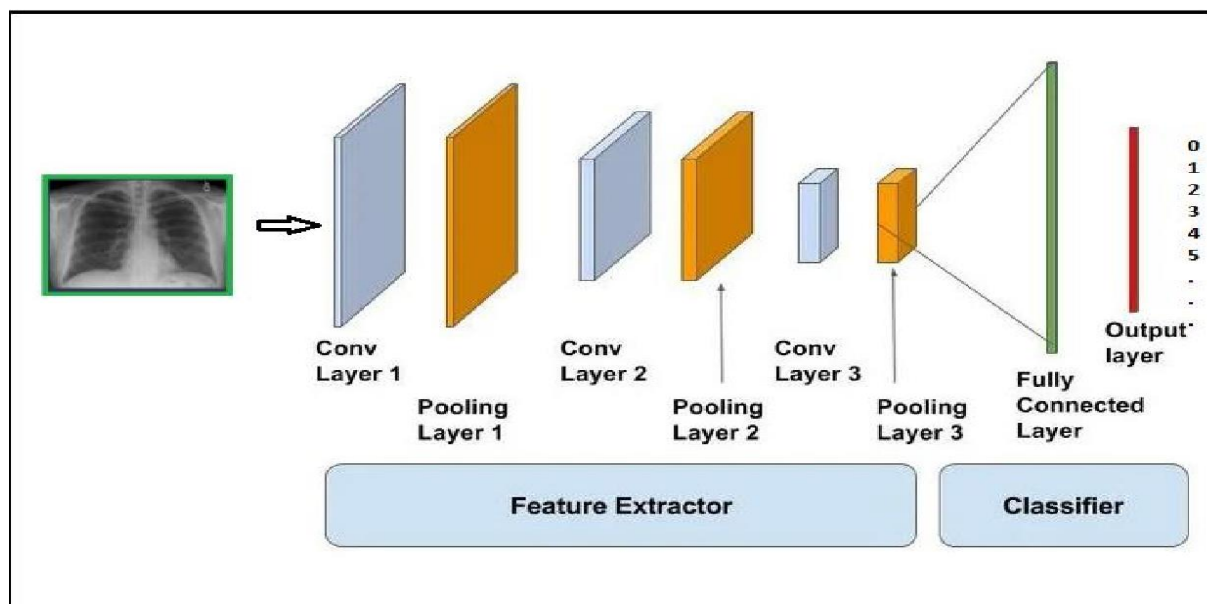 0
1
2
3
4
5
.
.
.
Conv
Layer 1
Pooling
Layer 1
Conv
Layer 2
Pooling
Layer 2
Conv
Layer 3
Pooling
Layer 3
Fully
Connected
Layer
Output
layer
Feature Extractor
Classifier